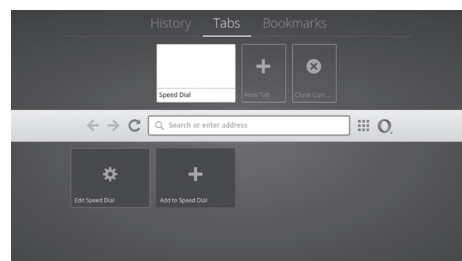 History Tabs Bookmarks
Speed Dial
New Tab
Close Curr...
Search or enter address
Edit Speed Dial
Add to Speed Dial